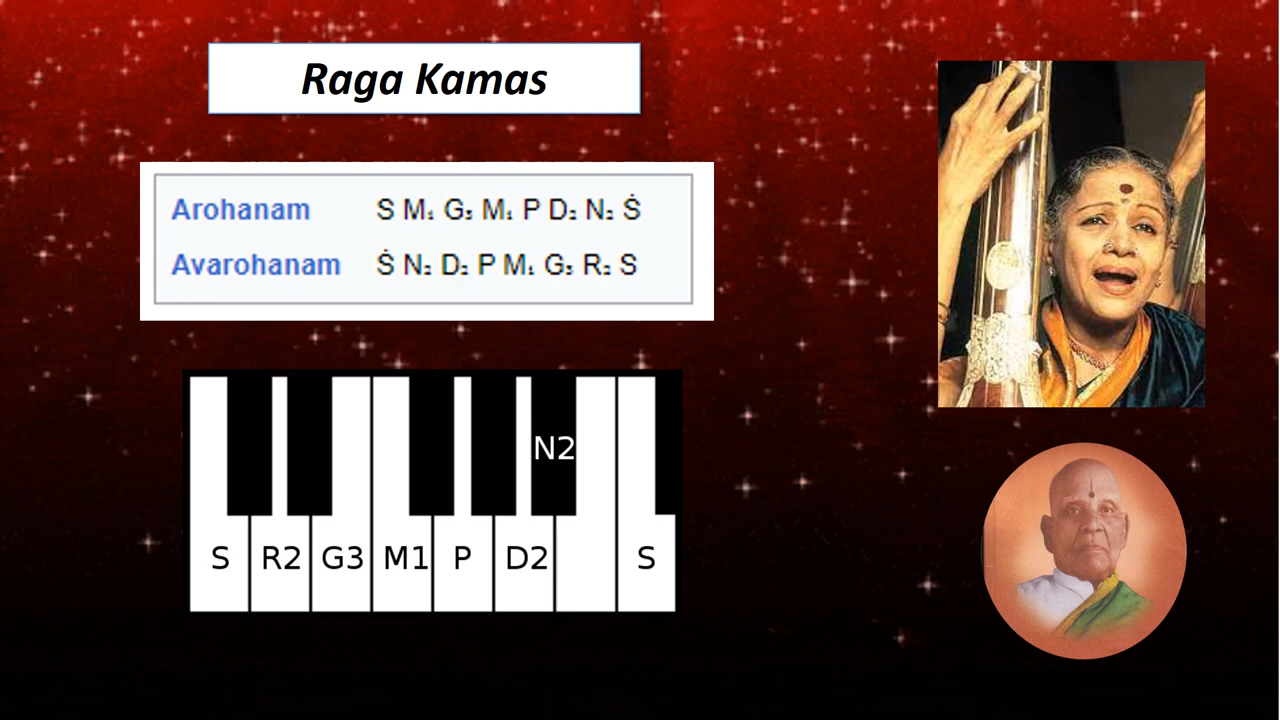 Raga Kamas
Arohanam S M₁ G₃ M₁ P D₂ N₂ Ṡ
Avarohanam Ṡ N₂ D₂ P M₁ G₃ R₂ S
N2
S R2 G3 M1 P D2 S